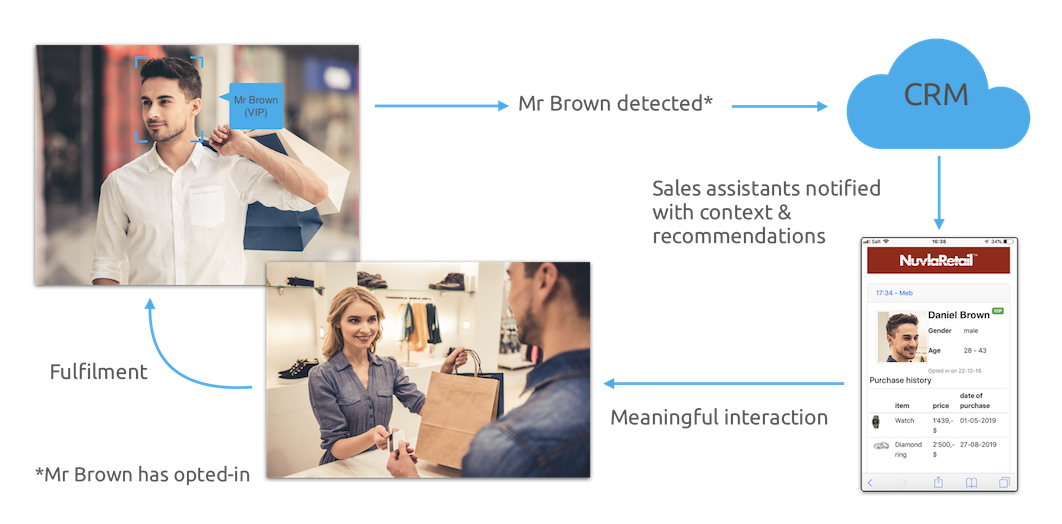 Mr Brown
(VIP)
Mr Brown detected*
CRM
Sales assistants notified
with context &
recommendations
Salt 16:38 34%
NuvlaRetail™
17:34 - Meb
Daniel Brown VIP
Gender male
Age 28 - 43
Opted in on 22-12-18
Purchase history
item price date of purchase
Watch 1'439,- $ 01-05-2019
Diamond ring 2'500,- $ 27-08-2019
Meaningful interaction
Fulfilment
*Mr Brown has opted-in